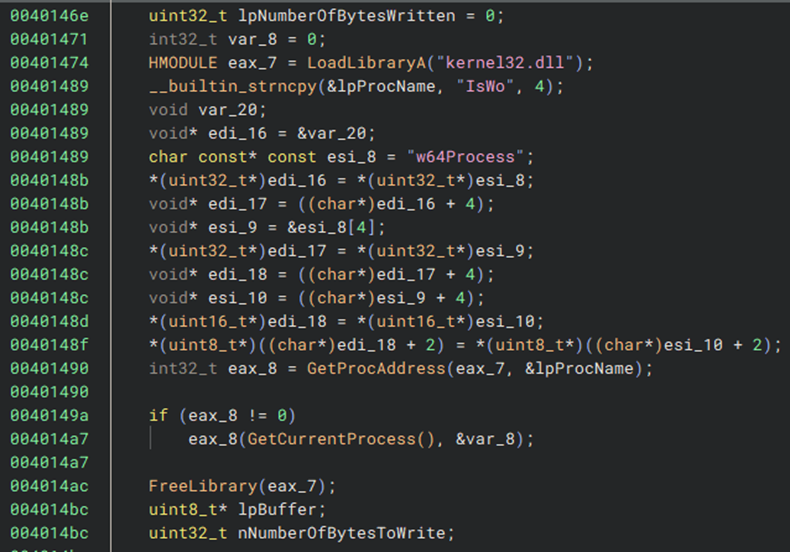 0040146e uint32_t lpNumberOfBytesWritten = 0;
00401471 int32_t var_8 = 0;
00401474 HMODULE eax_7 = LoadLibraryA("kernel32.dll");
00401489 __builtin_strncpy(&lpProcName, "IsWo", 4);
00401489 void var_20;
00401489 void* edi_16 = &var_20;
00401489 char const* const esi_8 = "w64Process";
0040148b *(uint32_t*)edi_16 = *(uint32_t*)esi_8;
0040148b void* edi_17 = ((char*)edi_16 + 4);
0040148b void* esi_9 = &esi_8[4];
0040148c *(uint32_t*)edi_17 = *(uint32_t*)esi_9;
0040148c void* edi_18 = ((char*)edi_17 + 4);
0040148c void* esi_10 = ((char*)esi_9 + 4);
0040148d *(uint16_t*)edi_18 = *(uint16_t*)esi_10;
0040148f *(uint8_t*)((char*)edi_18 + 2) = *(uint8_t*)((char*)esi_10 + 2);
00401490 int32_t eax_8 = GetProcAddress(eax_7, &lpProcName);
00401490
0040149a if (eax_8 != 0)
004014a7 eax_8(GetCurrentProcess(), &var_8);
004014a7
004014ac FreeLibrary(eax_7);
004014bc uint8_t* lpBuffer;
004014bc uint32_t nNumberOfBytesToWrite;